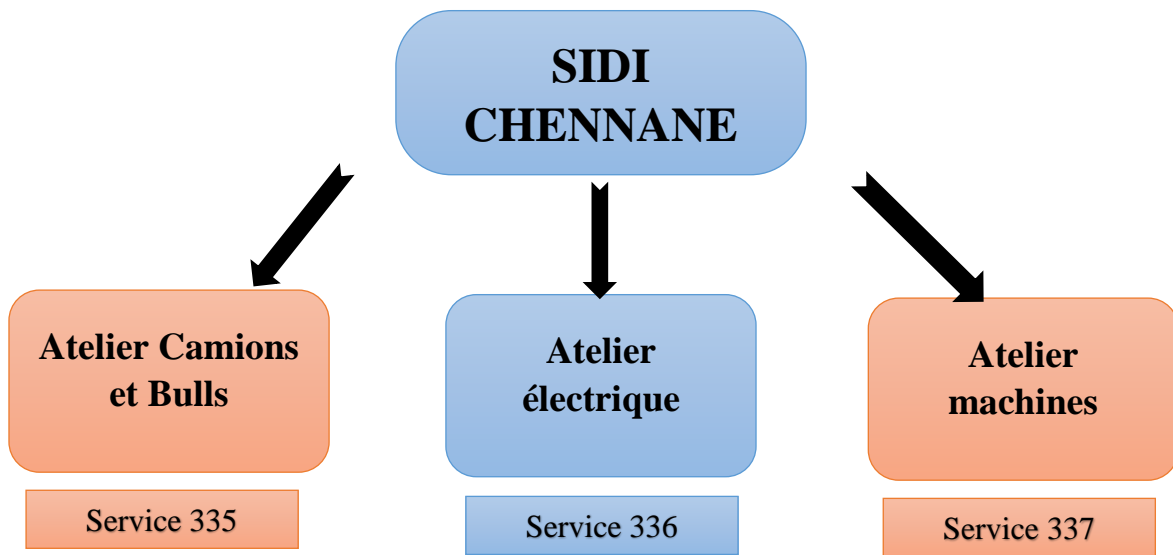 SIDI
CHENNANE
Atelier Camions
et Bulls
Atelier
électrique
Atelier
machines
Service 335
Service 336
Service 337